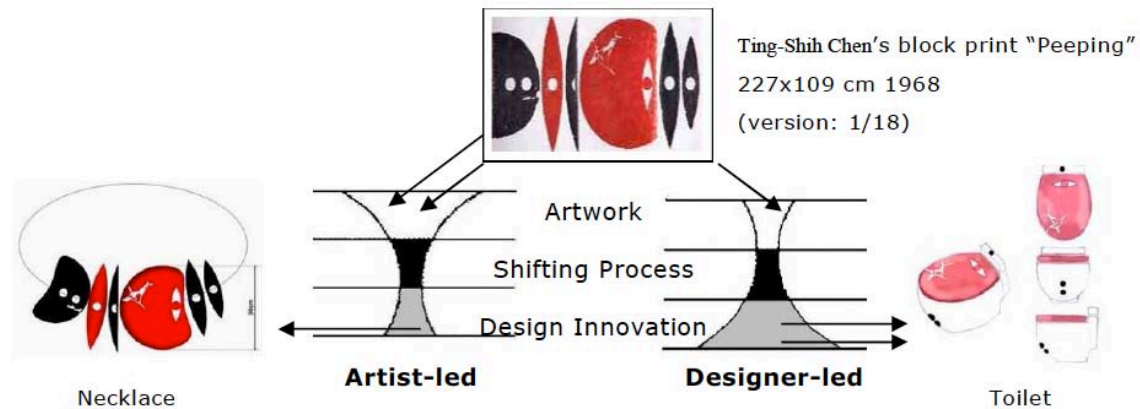 Ting-Shih Chen's block print "Peeping"
227x109 cm 1968
(version: 1/18)
Artwork
Shifting Process
Design Innovation
Artist-led
Designer-led
Necklace
Toilet